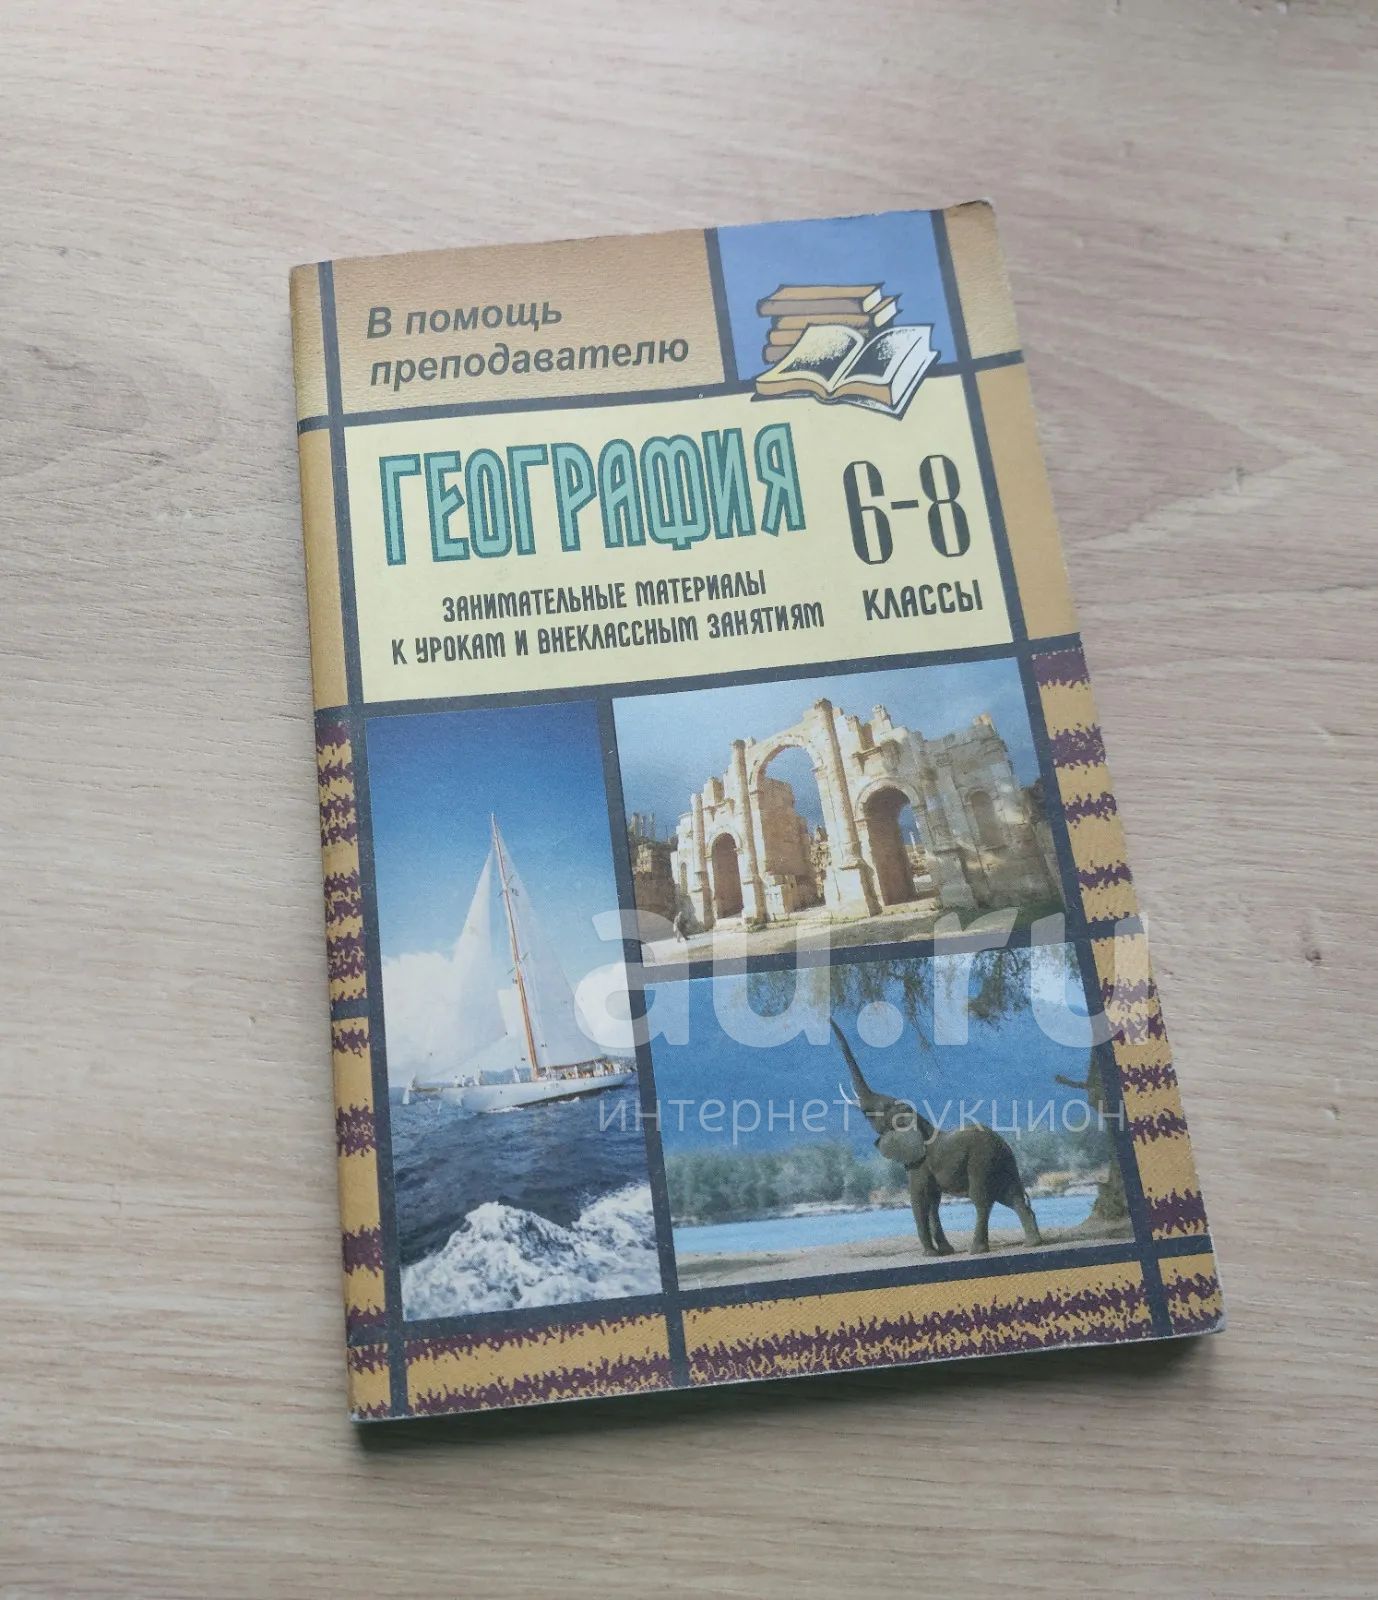 В помощь
преподавателю
ГЕОГРАФИЯ
6-8
КЛАССЫ
ЗАНИМАТЕЛЬНЫЕ МАТЕРИАЛЫ
К УРОКАМ И ВНЕКЛАССНЫМ ЗАНЯТИЯМ
au.ru
интернет-аукцион